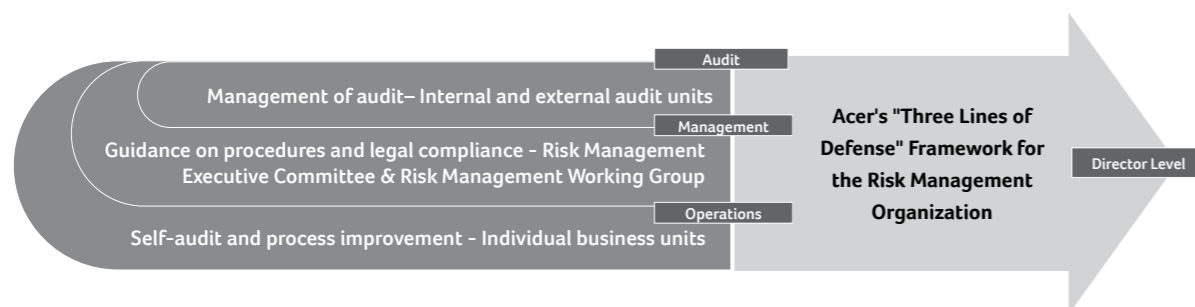 Audit
Management of audit– Internal and external audit units
Management
Guidance on procedures and legal compliance - Risk Management
Executive Committee & Risk Management Working Group
Operations
Self-audit and process improvement - Individual business units
Acer's "Three Lines of
Defense" Framework for
the Risk Management
Organization
Director Level